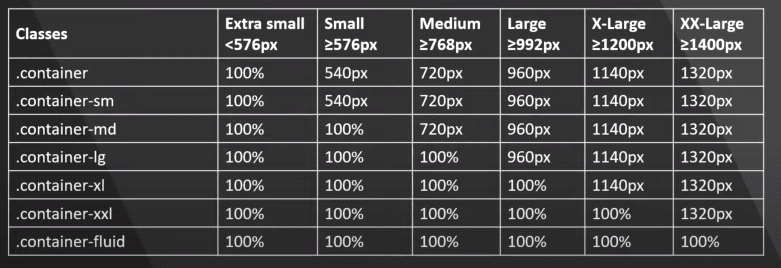 Classes Extra small Small Medium Large X-Large XX-Large
<576px ≥576px ≥768px ≥992px ≥1200px ≥1400px
.container 100% 540px 720px 960px 1140px 1320px
.container-sm 100% 540px 720px 960px 1140px 1320px
.container-md 100% 100% 720px 960px 1140px 1320px
.container-lg 100% 100% 100% 960px 1140px 1320px
.container-xl 100% 100% 100% 100% 1140px 1320px
.container-xxl 100% 100% 100% 100% 100% 1320px
.container-fluid 100% 100% 100% 100% 100% 100%